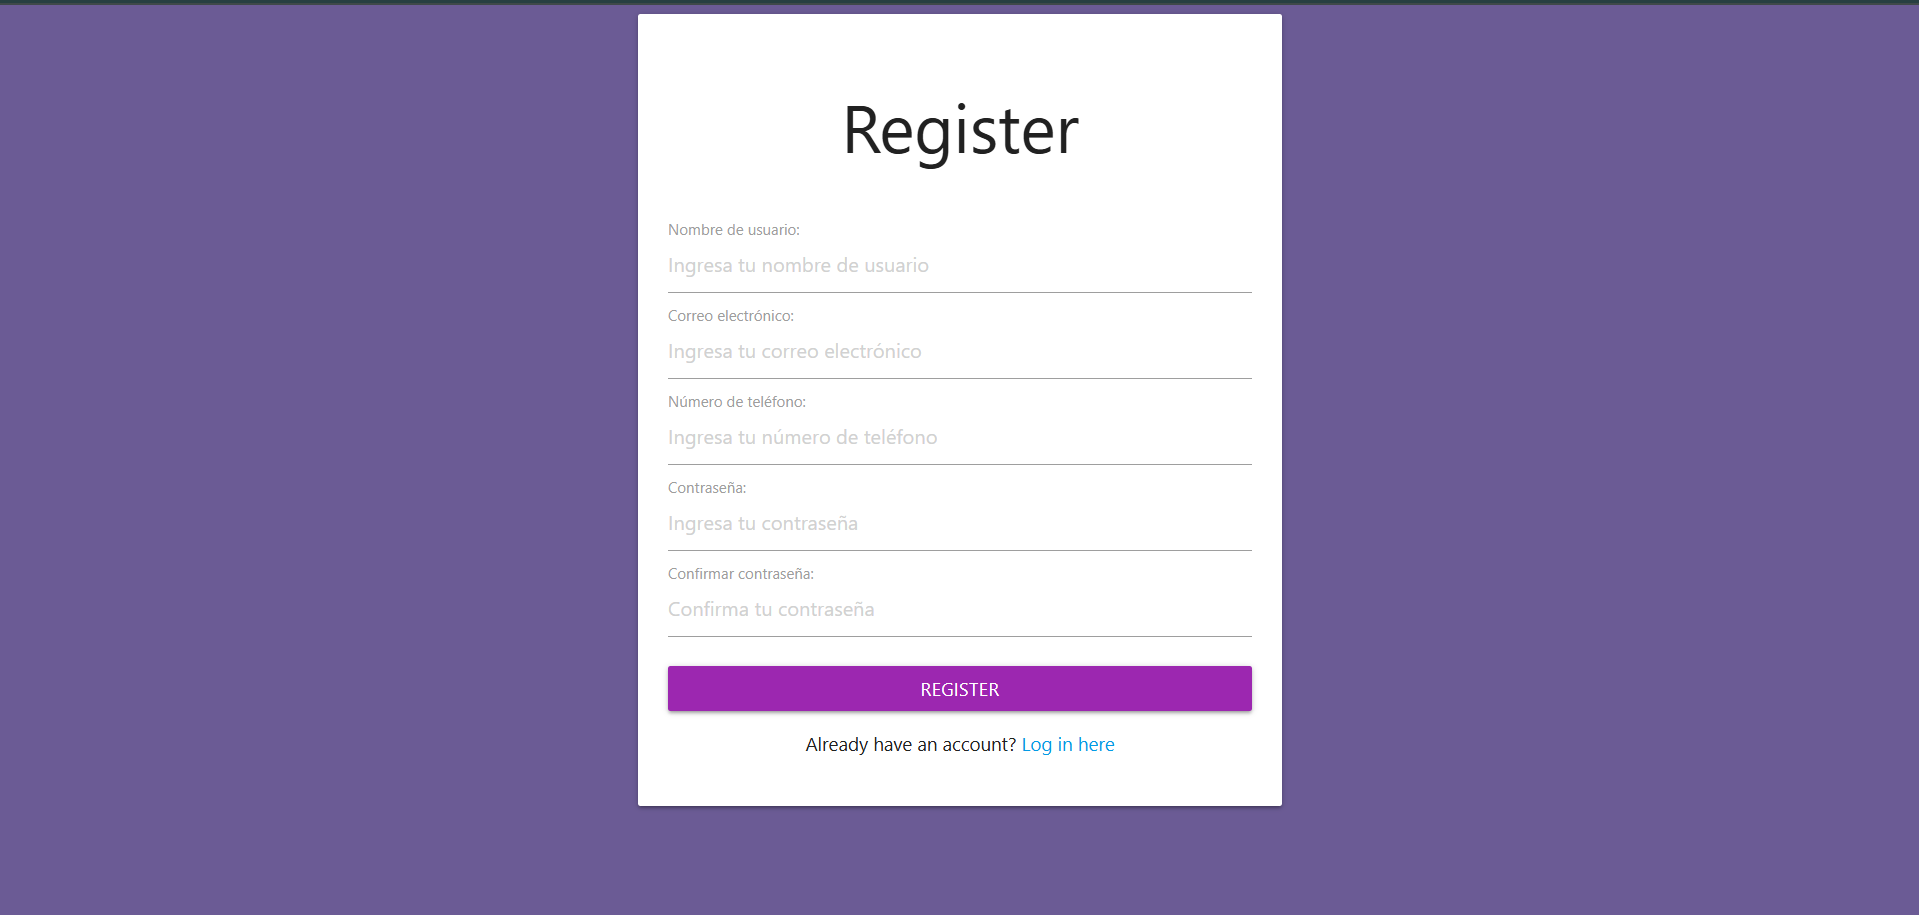 Register
Nombre de usuario:
Ingresa tu nombre de usuario
Correo electrónico:
Ingresa tu correo electrónico
Número de teléfono:
Ingresa tu número de teléfono
Contraseña:
Ingresa tu contraseña
Confirmar contraseña:
Confirma tu contraseña
REGISTER
Already have an account? Log in here